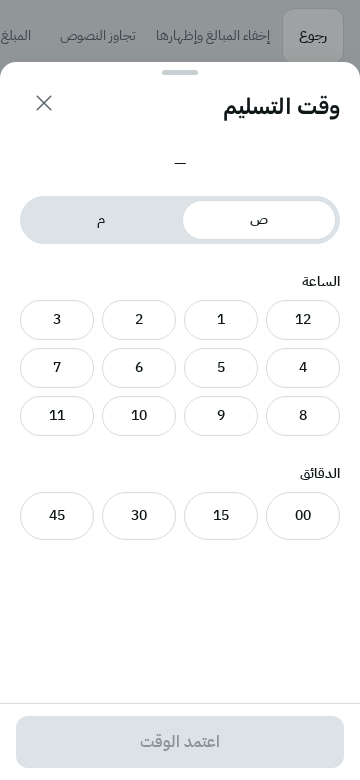 رجوع إخفاء المبالغ وإظهارها تجاوز النصوص المبلغ
وقت التسليم
—
ص م
الساعة
12 1 2 3
4 5 6 7
8 9 10 11
الدقائق
00 15 30 45
اعتمد الوقت